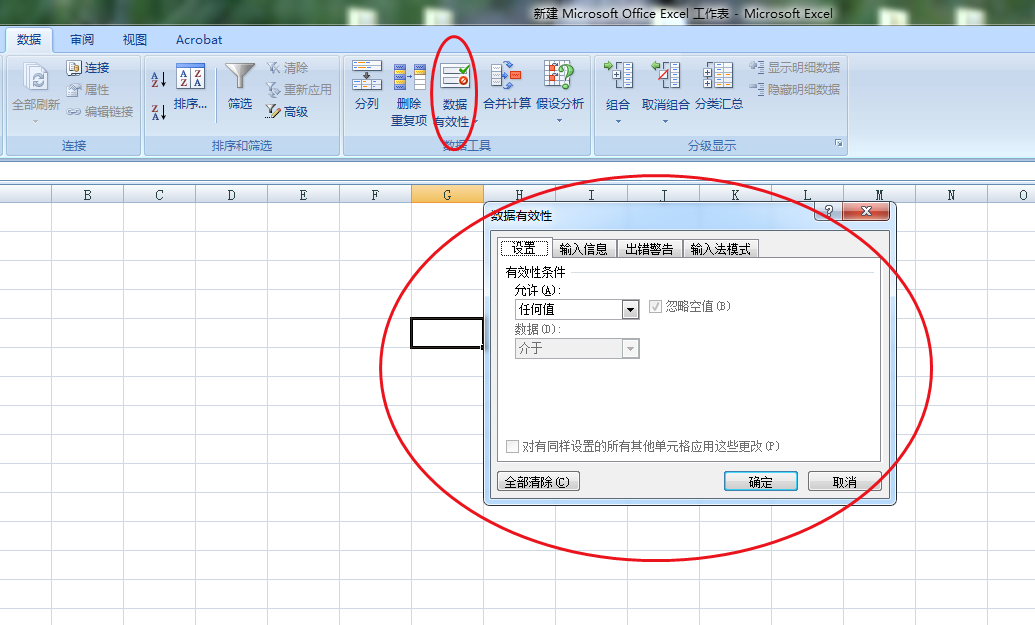 新建 Microsoft Office Excel 工作表 - Microsoft Excel
数据 审阅 视图 Acrobat
全部刷新
连接
属性
编辑链接
连接
排序...
筛选
清除
重新应用
高级
排序和筛选
分列
删除
重复项
数据
有效性
合并计算
假设分析
数据工具
组合
取消组合
分类汇总
显示明细数据
隐藏明细数据
分级显示
B C D E F G H I J K L M N O
数据有效性
设置 输入信息 出错警告 输入法模式
有效性条件
允许(A):
任何值
忽略空值(B)
数据(D):
介于
对有同样设置的所有其他单元格应用这些更改(P)
全部清除(C) 确定 取消